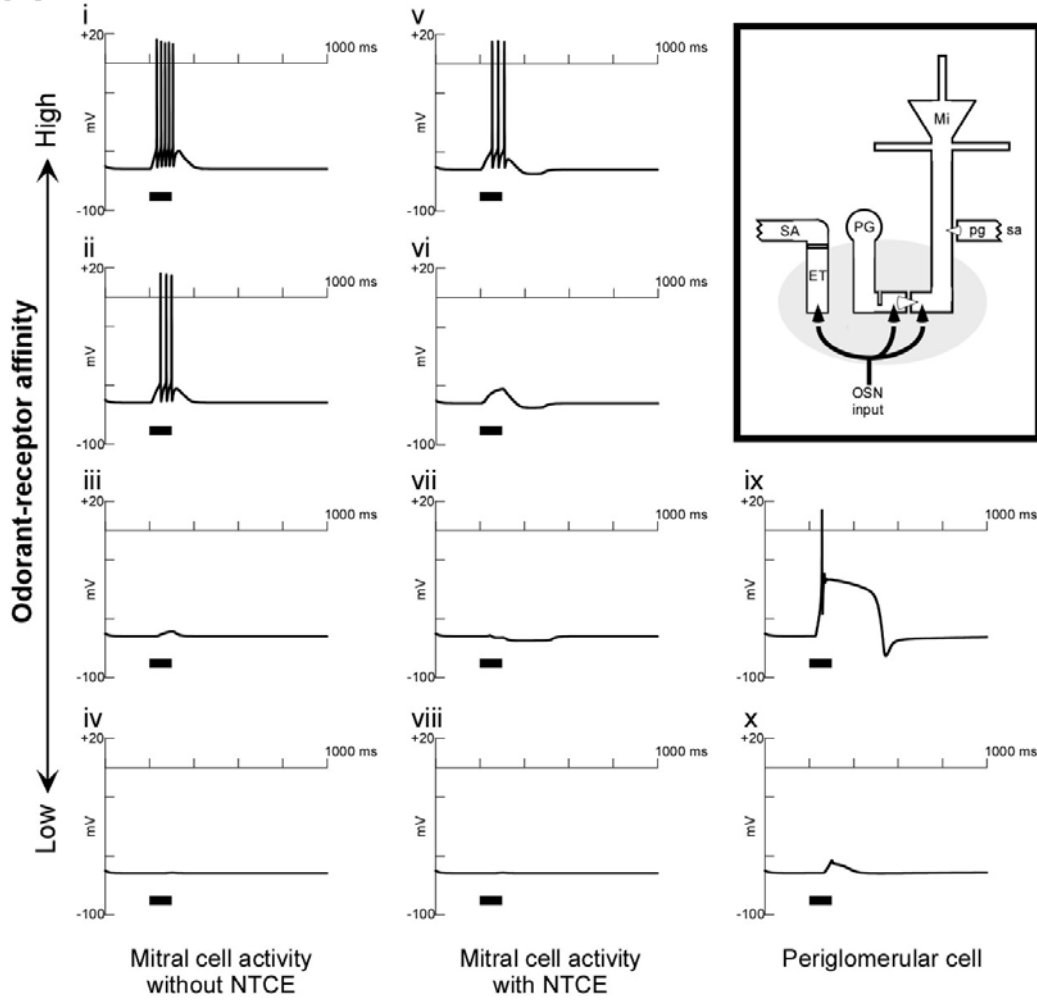 i
+20
1000 ms
mV
-100
v
+20
1000 ms
mV
-100
Mi
SA
PG
pg
sa
ET
OSN
input
High
Odorant-receptor affinity
Low
ii
+20
1000 ms
mV
-100
vi
+20
1000 ms
mV
-100
iii
+20
1000 ms
mV
-100
vii
+20
1000 ms
mV
-100
ix
+20
1000 ms
mV
-100
iv
+20
1000 ms
mV
-100
viii
+20
1000 ms
mV
-100
x
+20
1000 ms
mV
-100
Mitral cell activity
without NTCE
Mitral cell activity
with NTCE
Periglomerular cell